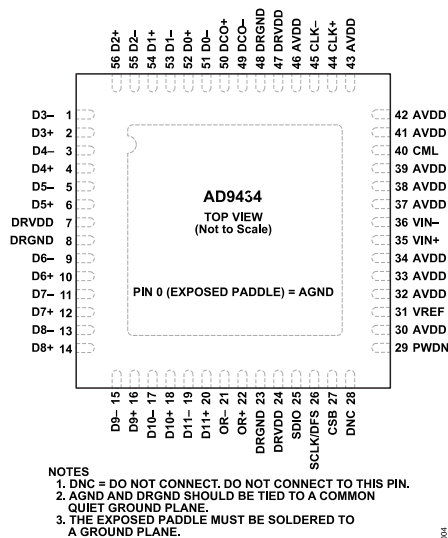 56 D2+
55 D2–
54 D1+
53 D1–
52 D0+
51 D0–
50 DCO+
49 DCO–
48 DRGND
47 DRVDD
46 AVDD
45 CLK–
44 CLK+
43 AVDD
D3– 1
D3+ 2
D4– 3
D4+ 4
D5– 5
D5+ 6
DRVDD 7
DRGND 8
D6– 9
D6+ 10
D7– 11
D7+ 12
D8– 13
D8+ 14
AD9434
TOP VIEW
(Not to Scale)
PIN 0 (EXPOSED PADDLE) = AGND
42 AVDD
41 AVDD
40 CML
39 AVDD
38 AVDD
37 AVDD
36 VIN–
35 VIN+
34 AVDD
33 AVDD
32 AVDD
31 VREF
30 AVDD
29 PWDN
D9– 15
D9+ 16
D10– 17
D10+ 18
D11– 19
D11+ 20
OR– 21
OR+ 22
DRGND 23
DRVDD 24
SDIO 25
SCLK/DFS 26
CSB 27
DNC 28
NOTES
1. DNC = DO NOT CONNECT. DO NOT CONNECT TO THIS PIN.
2. AGND AND DRGND SHOULD BE TIED TO A COMMON
QUIET GROUND PLANE.
3. THE EXPOSED PADDLE MUST BE SOLDERED TO
A GROUND PLANE.